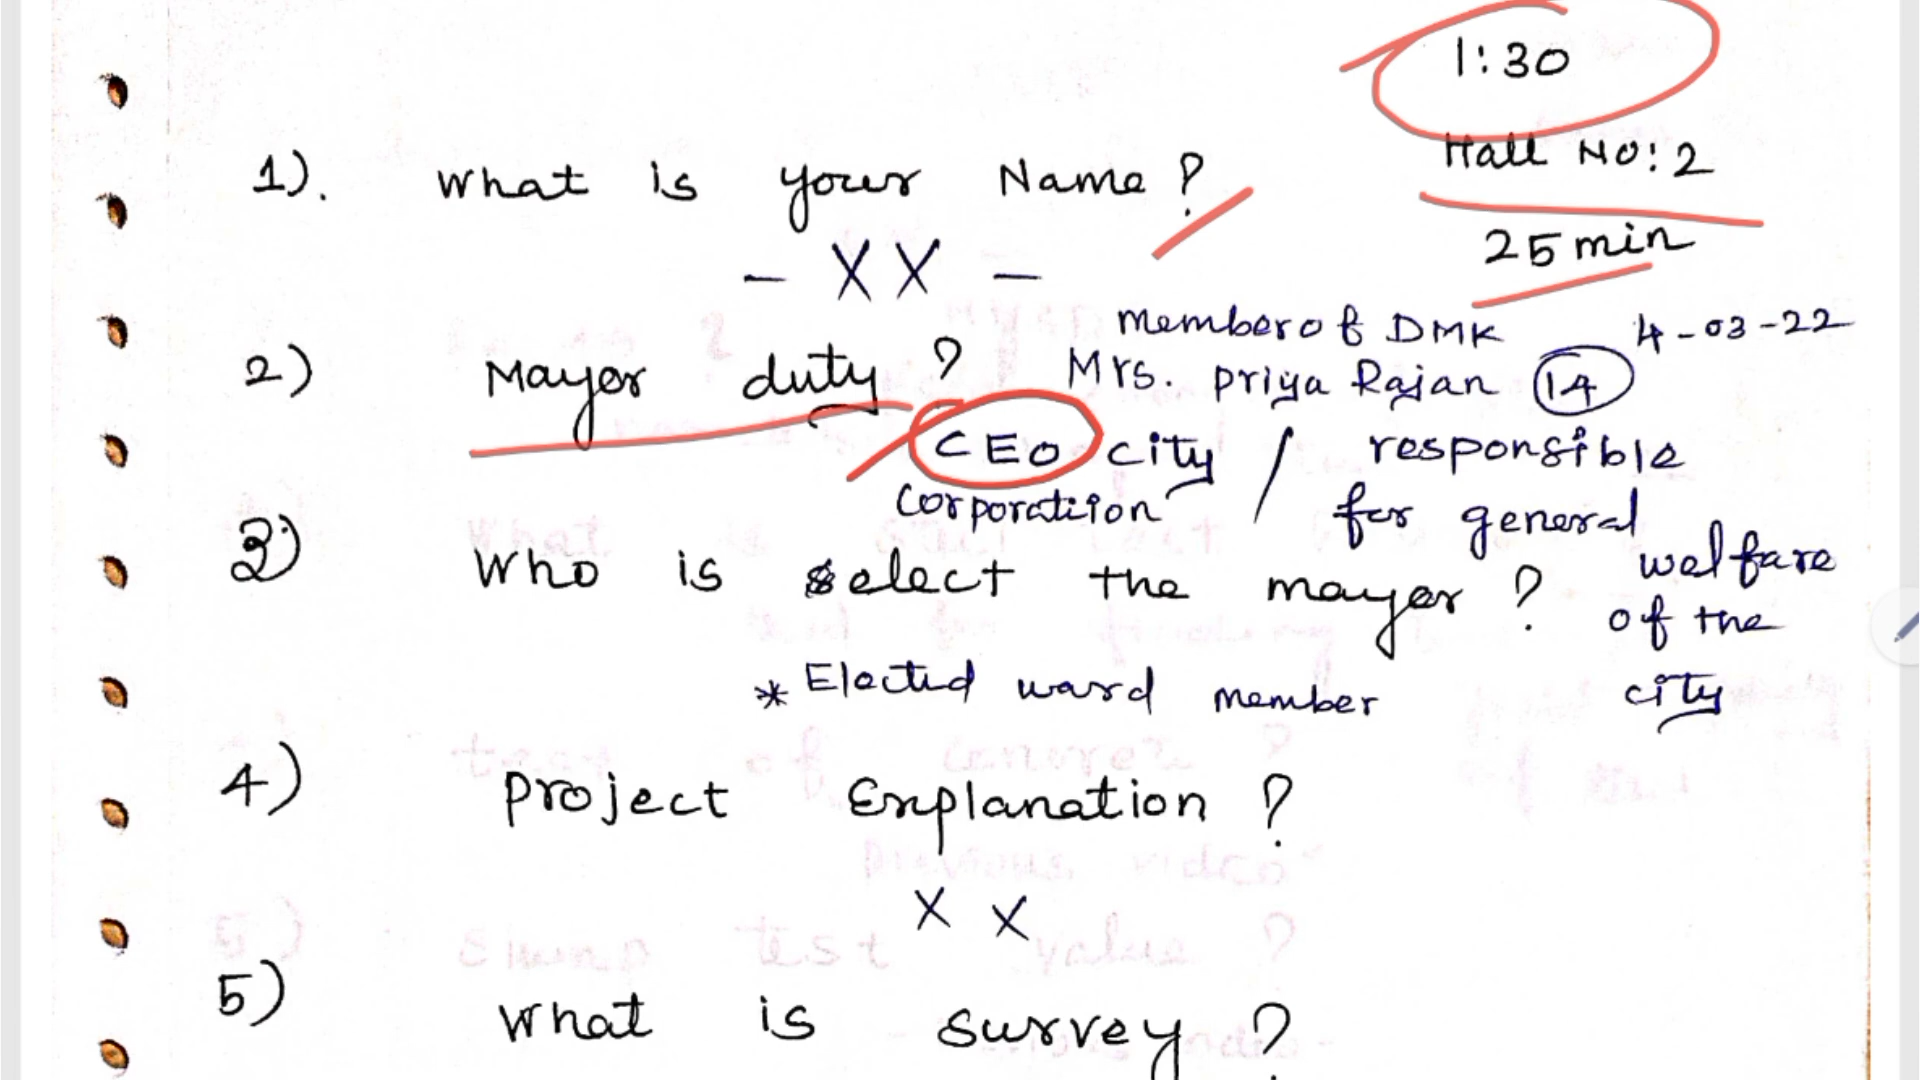 1:30
Hall No: 2
25 min
1). What is your Name?
- XX -
member of DMK 4-03-22
2) Mayor duty? Mrs. Priya Rajan 14
CEO city / responsible
corporatiion for general
welfare
of the
city
3) Who is select the mayor?
* Elected ward member
4) Project Explanation?
X X
5) What is survey?